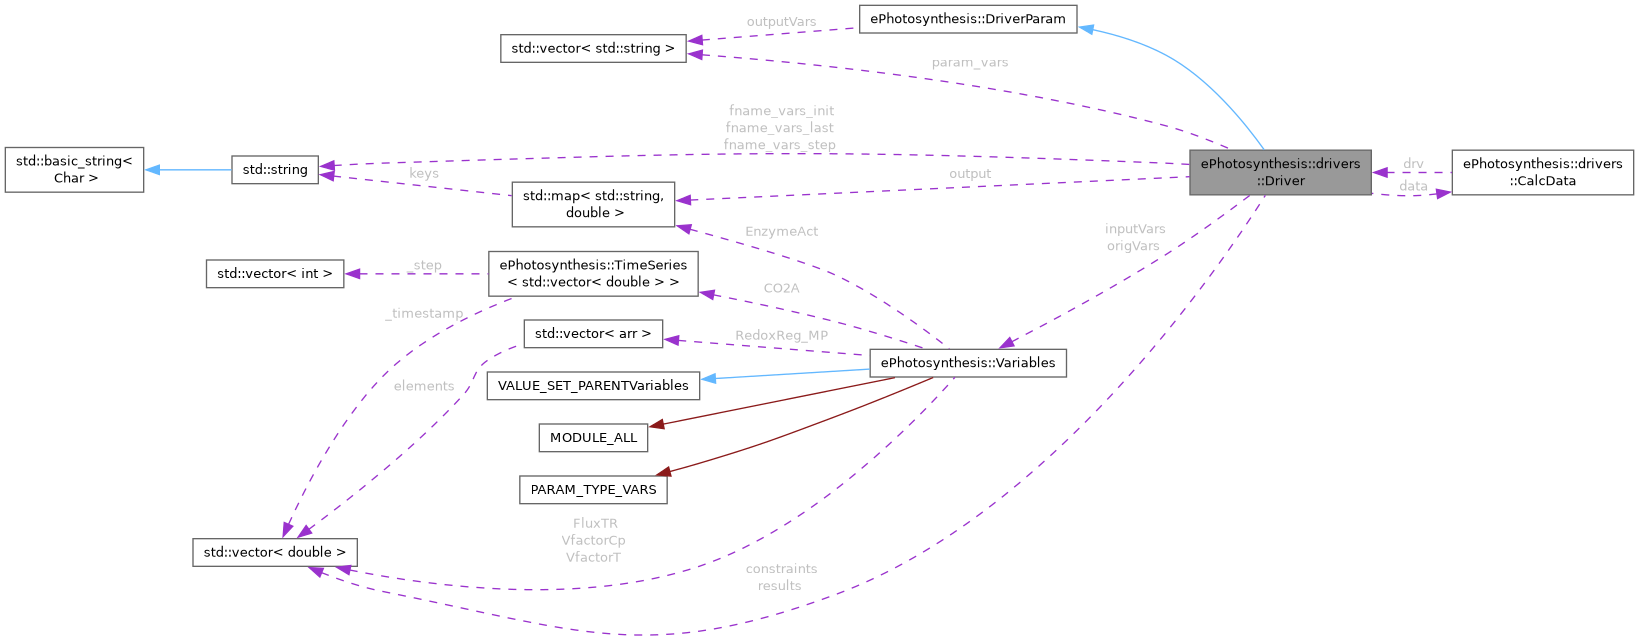 ePhotosynthesis::DriverParam
outputVars
std::vector< std::string >
param_vars
fname_vars_init
fname_vars_last
fname_vars_step
std::basic_string<
Char >
std::string
keys
std::map< std::string,
double >
output
ePhotosynthesis::drivers
::Driver
drv
data
ePhotosynthesis::drivers
::CalcData
EnzymeAct
inputVars
origVars
std::vector< int >
_step
ePhotosynthesis::TimeSeries
< std::vector< double > >
CO2A
_timestamp
std::vector< arr >
RedoxReg_MP
ePhotosynthesis::Variables
elements
VALUE_SET_PARENTVariables
MODULE_ALL
PARAM_TYPE_VARS
FluxTR
VfactorCp
VfactorT
std::vector< double >
constraints
results